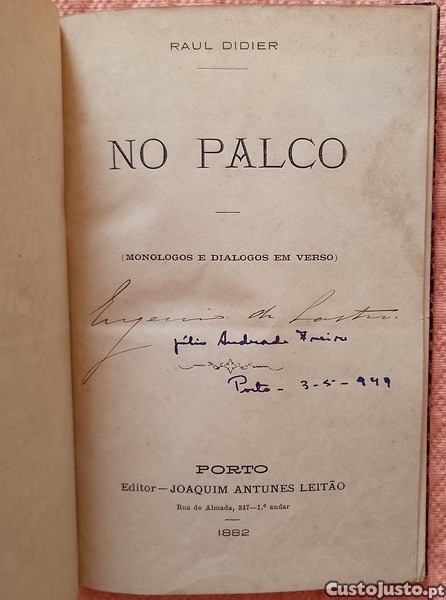 RAUL DIDIER
NO PALCO
(MONOLOGOS E DIALOGOS EM VERSO)
Eugenio de Castro.
Júlio Andrade Freire
Porto - 3-5-949
PORTO
Editor—JOAQUIM ANTUNES LEITÃO
Rua do Almada, 347—1.º andar
1882
CustoJusto.pt